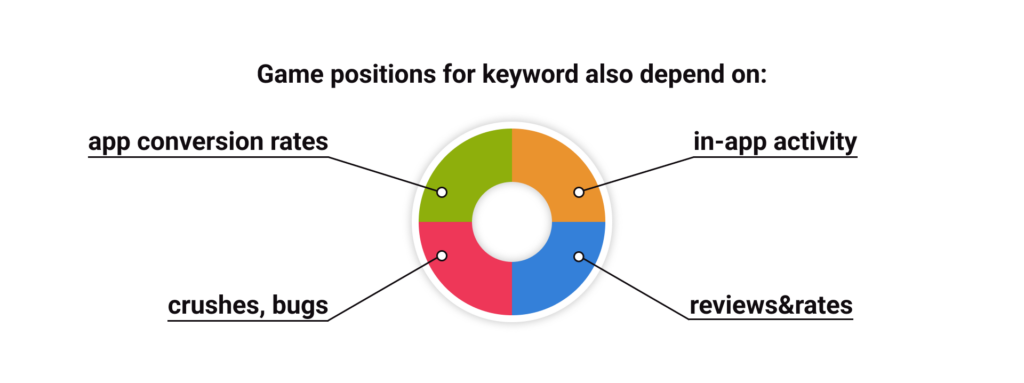 Game positions for keyword also depend on:
app conversion rates
in-app activity
crushes, bugs
reviews&rates